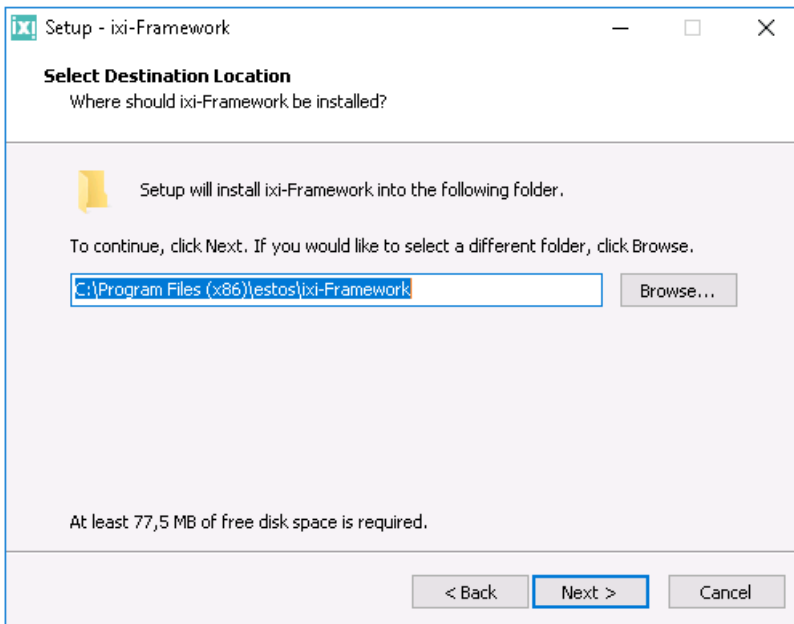 ixi Setup - ixi-Framework
Select Destination Location
Where should ixi-Framework be installed?
Setup will install ixi-Framework into the following folder.
To continue, click Next. If you would like to select a different folder, click Browse.
C:\Program Files (x86)\estos\ixi-Framework
Browse...
At least 77,5 MB of free disk space is required.
< Back
Next >
Cancel